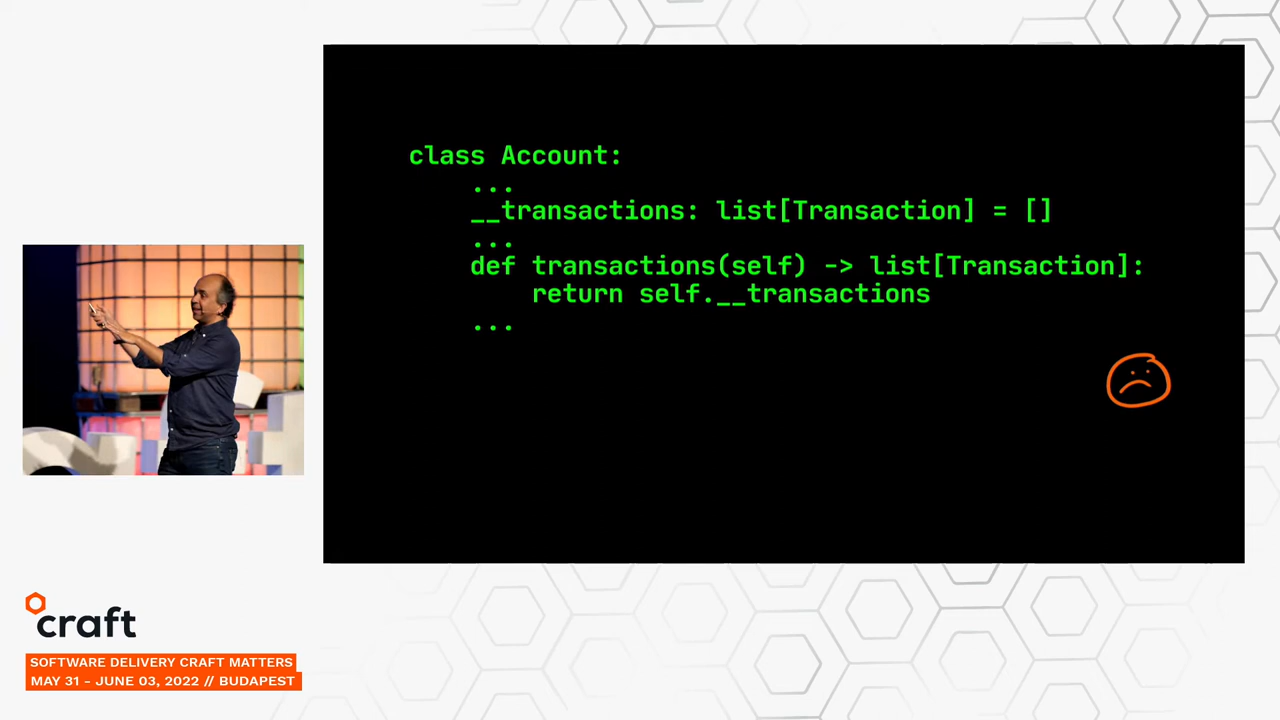 class Account:
...
__transactions: list[Transaction] = []
...
def transactions(self) -> list[Transaction]:
return self.__transactions
...
craft
SOFTWARE DELIVERY CRAFT MATTERS
MAY 31 - JUNE 03, 2022 // BUDAPEST